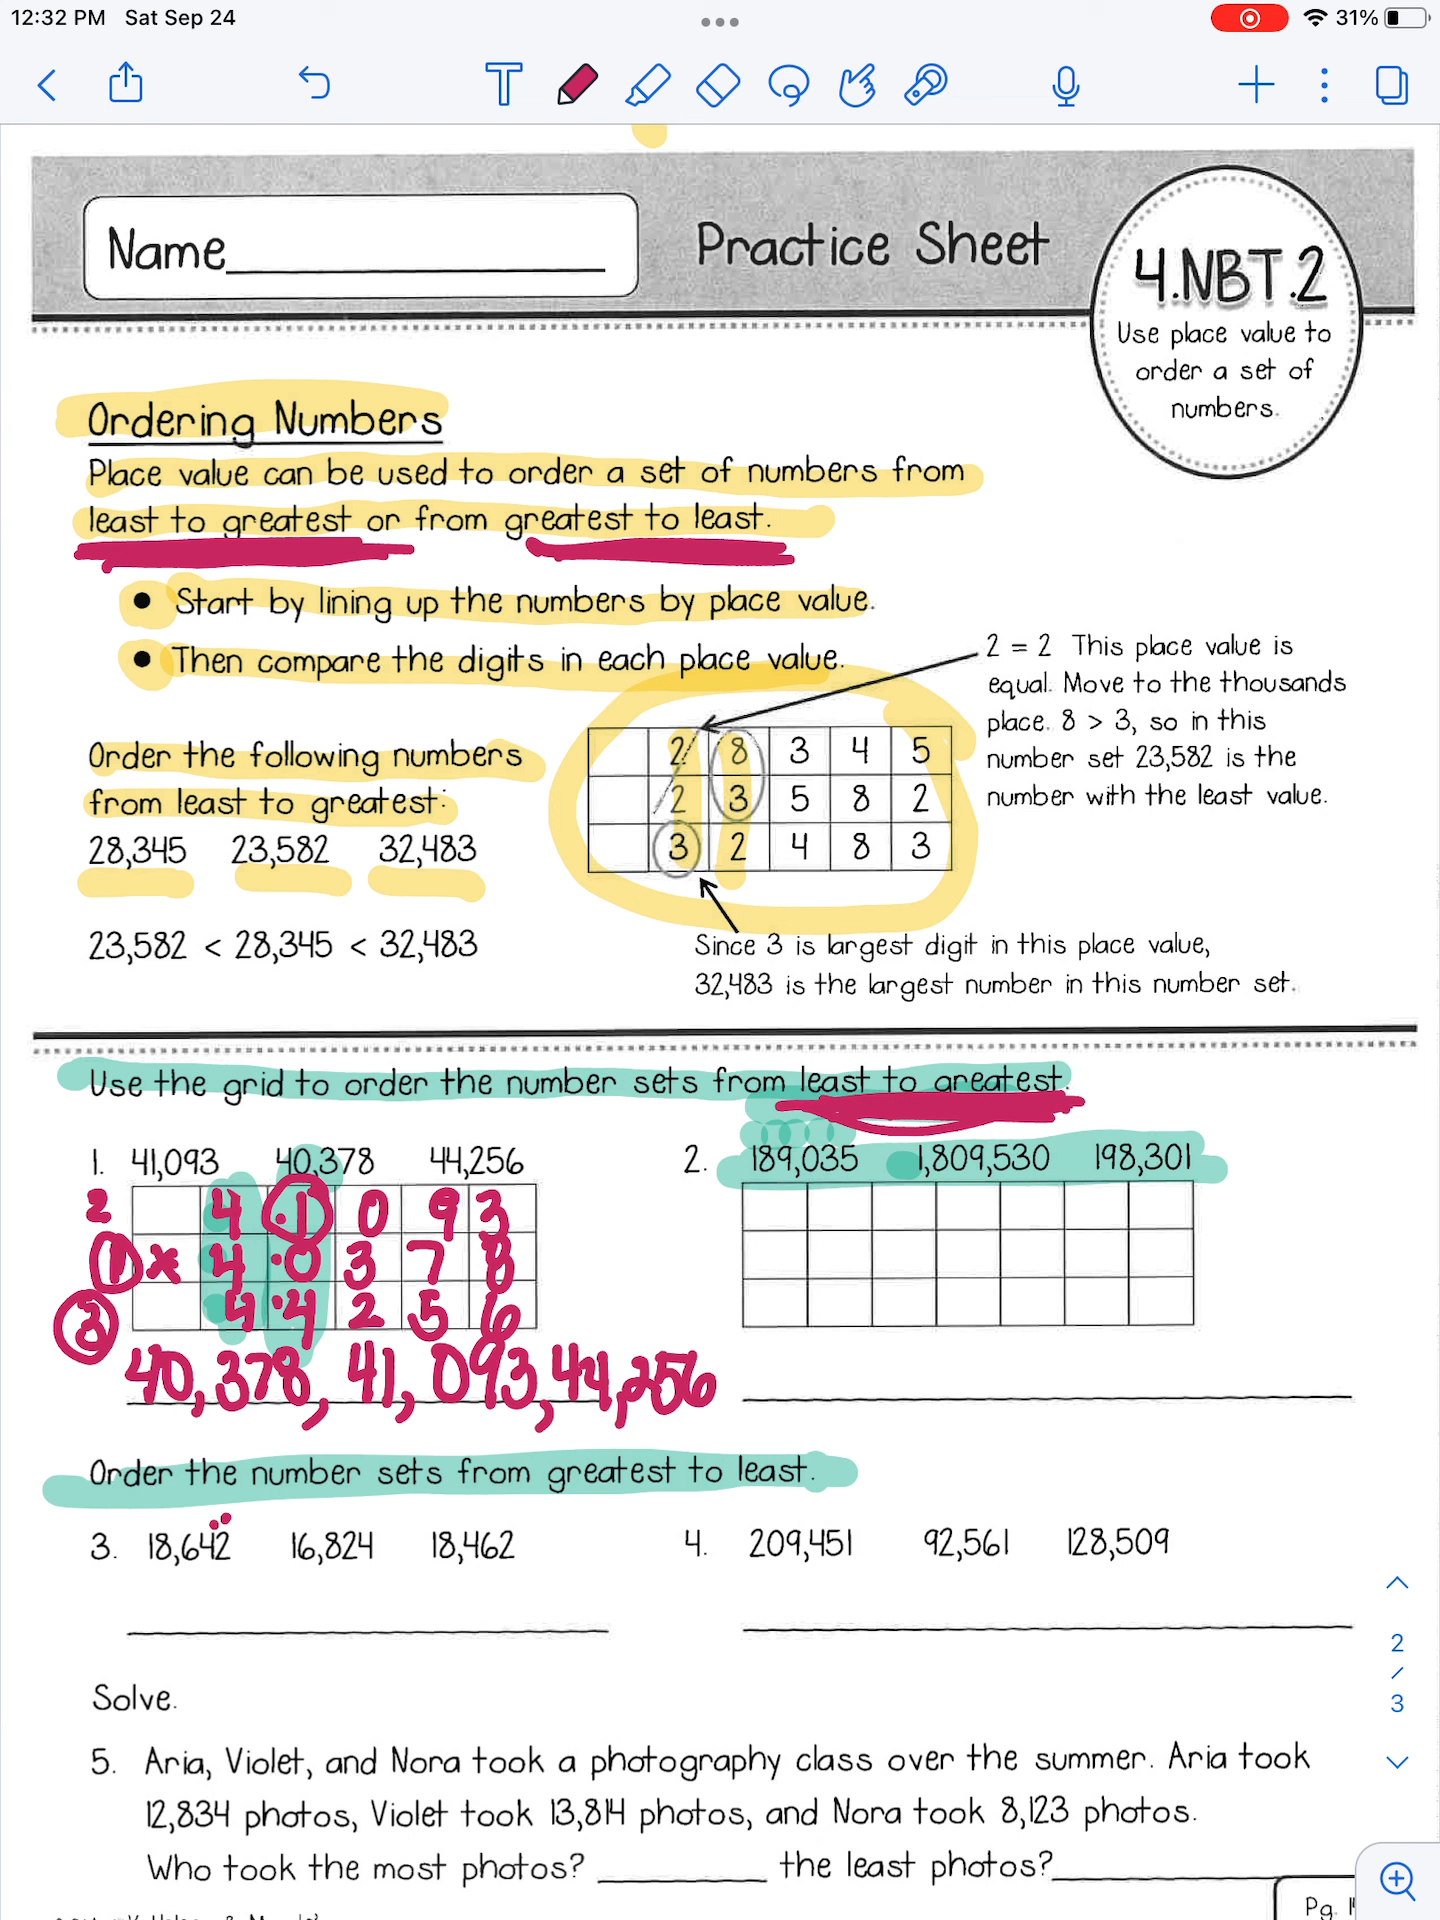 12:32 PM Sat Sep 24
31%
T
Name
Practice Sheet
4.NBT.2
Use place value to
order a set of
numbers.
Ordering Numbers
Place value can be used to order a set of numbers from
least to greatest or from greatest to least.
• Start by lining up the numbers by place value.
• Then compare the digits in each place value.
2 = 2 This place value is
equal. Move to the thousands
place. 8 > 3, so in this
number set 23,582 is the
number with the least value.
Order the following numbers
from least to greatest:
28,345 23,582 32,483
2 8 3 4 5
2 3 5 8 2
3 2 4 8 3
23,582 < 28,345 < 32,483
Since 3 is largest digit in this place value,
32,483 is the largest number in this number set.
Use the grid to order the number sets from least to greatest.
1. 41,093 40,378 44,256
2 4 1 0 9 3
1 x 4 0 3 7 8
3 4 4 2 5 6
40,378, 41,093, 44,256
2. 189,035 1,809,530 198,301
Order the number sets from greatest to least.
3. 18,642 16,824 18,462
4. 209,451 92,561 128,509
2
/
3
Solve.
5. Aria, Violet, and Nora took a photography class over the summer. Aria took
12,834 photos, Violet took 13,814 photos, and Nora took 8,123 photos.
Who took the most photos? the least photos?
Pg.